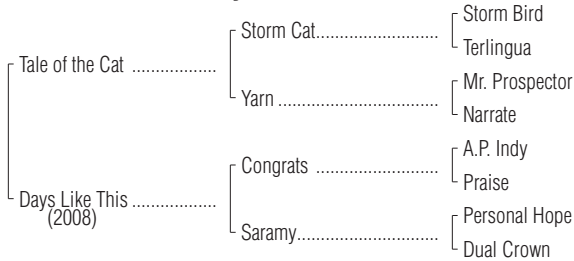 Storm Bird
Storm Cat..............................
Terlingua
Tale of the Cat ..................
Mr. Prospector
Yarn .......................................
Narrate
A.P. Indy
Congrats ..............................
Praise
Days Like This ..................
(2008)
Personal Hope
Saramy..................................
Dual Crown